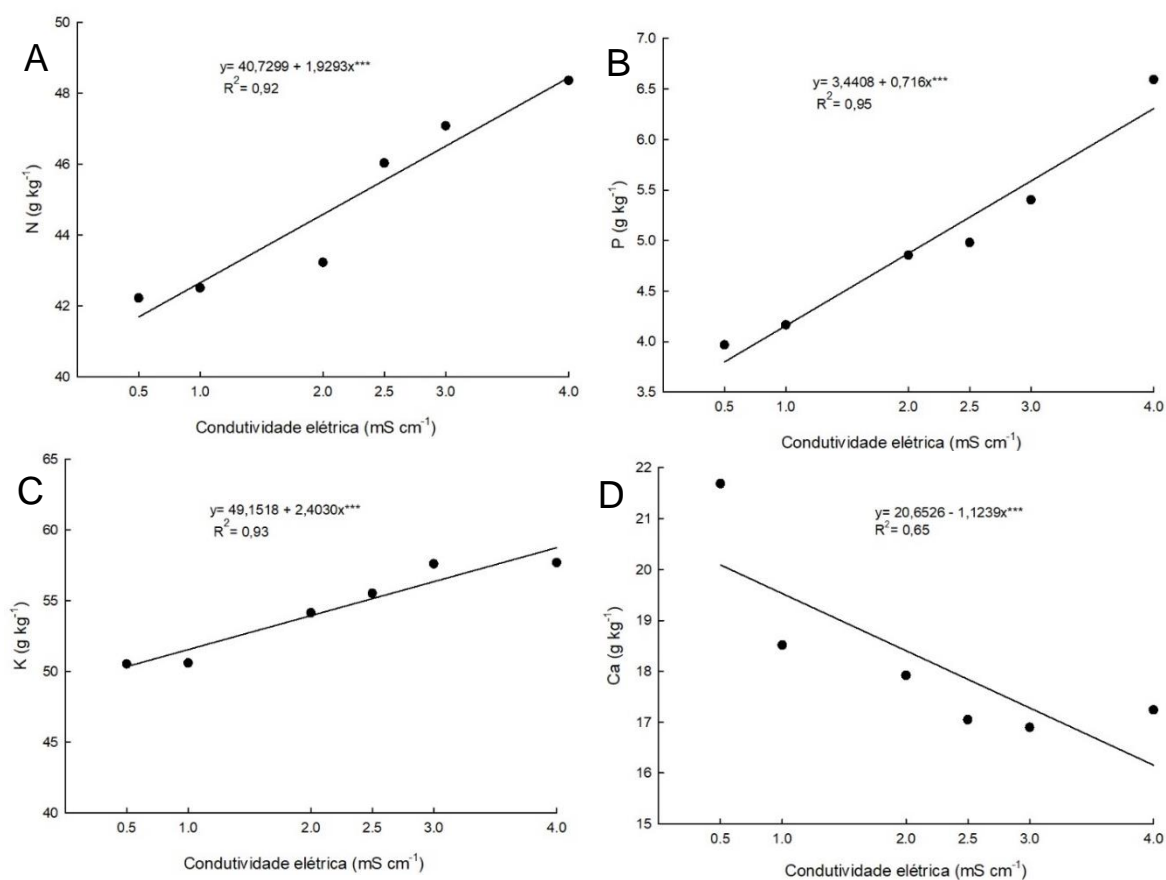 A
y= 40,7299 + 1,9293x***
R²= 0,92
N (g kg⁻¹)
50
48
46
44
42
40
0.5 1.0 2.0 2.5 3.0 4.0
Condutividade elétrica (mS cm⁻¹)
B
y= 3,4408 + 0,716x***
R²= 0,95
P (g kg⁻¹)
7.0
6.5
6.0
5.5
5.0
4.5
4.0
3.5
0.5 1.0 2.0 2.5 3.0 4.0
Condutividade elétrica (mS cm⁻¹)
C
y= 49,1518 + 2,4030x***
R²= 0,93
K (g kg⁻¹)
65
60
55
50
45
40
0.5 1.0 2.0 2.5 3.0 4.0
Condutividade elétrica (mS cm⁻¹)
D
y= 20,6526 - 1,1239x***
R²= 0,65
Ca (g kg⁻¹)
22
21
20
19
18
17
16
15
0.5 1.0 2.0 2.5 3.0 4.0
Condutividade elétrica (mS cm⁻¹)